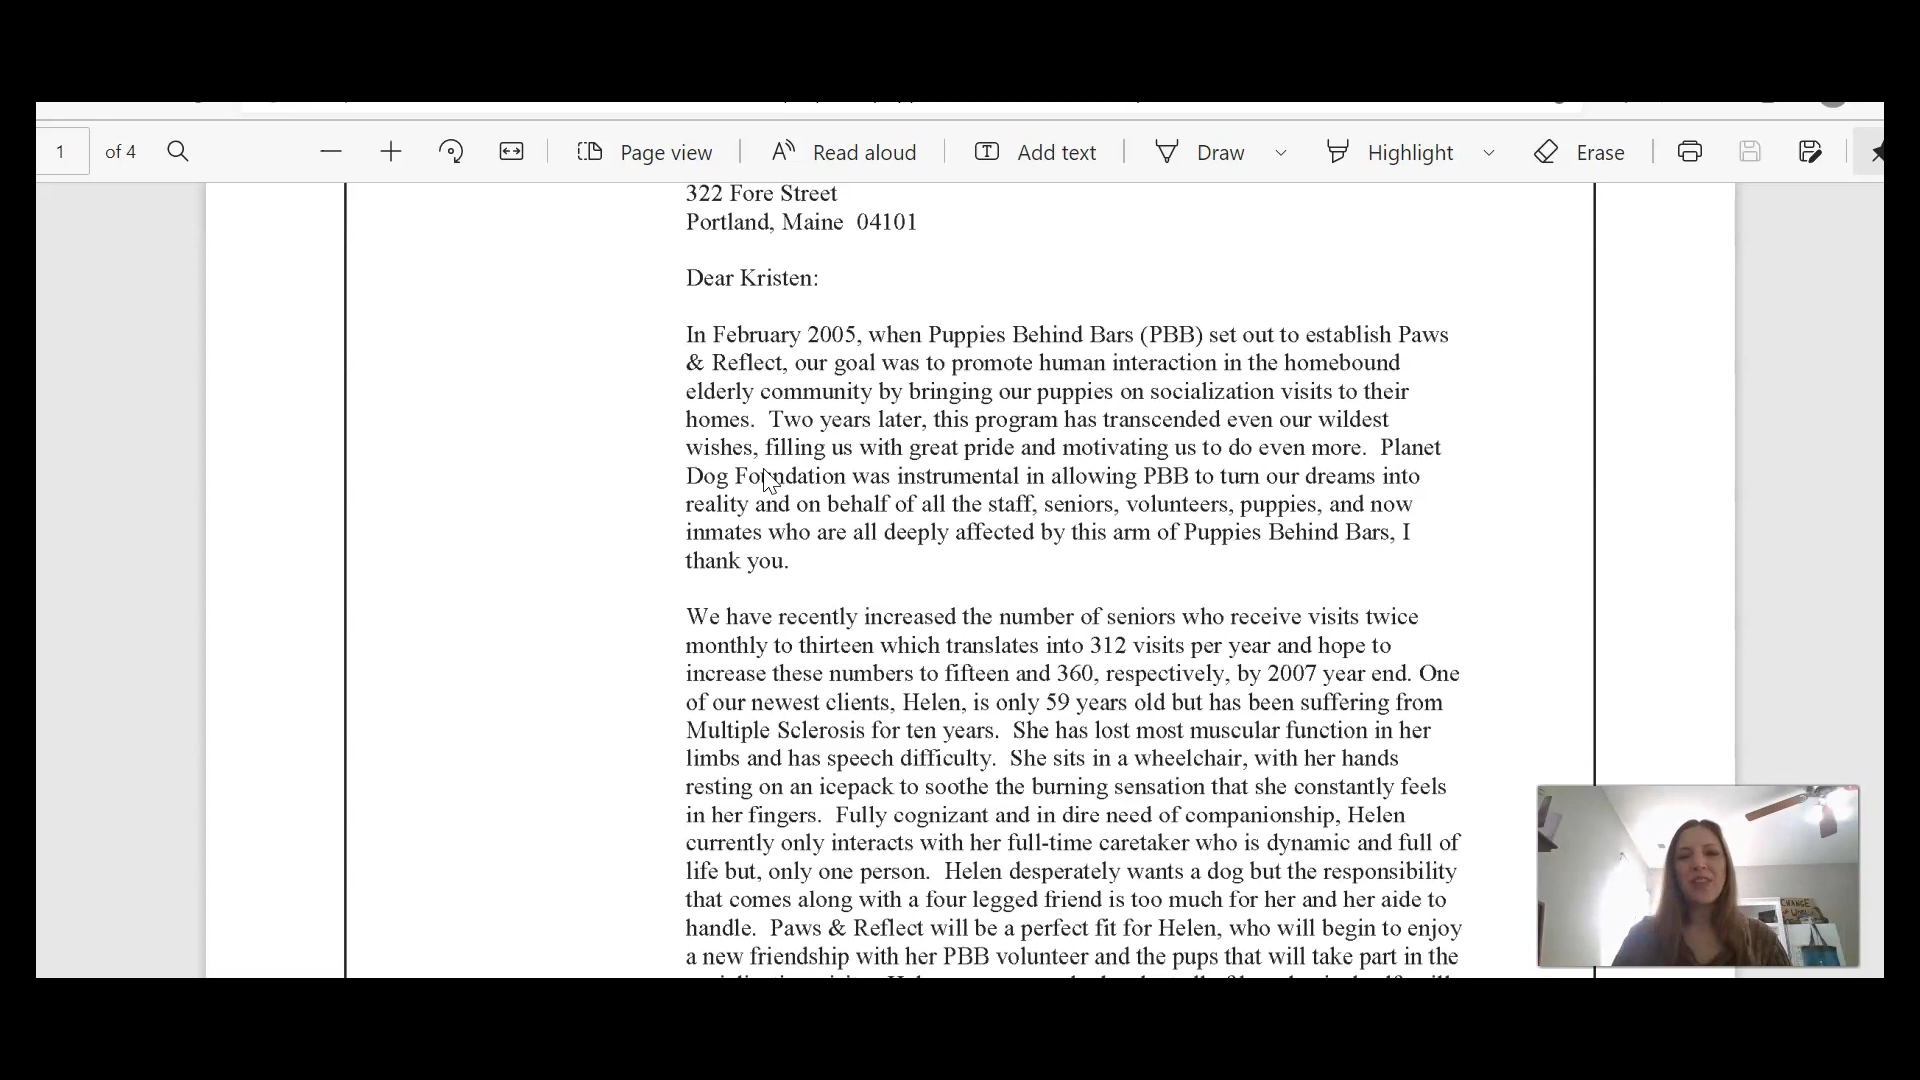 1 of 4 Page view Read aloud Add text Draw Highlight Erase
322 Fore Street
Portland, Maine 04101
Dear Kristen:
In February 2005, when Puppies Behind Bars (PBB) set out to establish Paws
& Reflect, our goal was to promote human interaction in the homebound
elderly community by bringing our puppies on socialization visits to their
homes. Two years later, this program has transcended even our wildest
wishes, filling us with great pride and motivating us to do even more. Planet
Dog Foundation was instrumental in allowing PBB to turn our dreams into
reality and on behalf of all the staff, seniors, volunteers, puppies, and now
inmates who are all deeply affected by this arm of Puppies Behind Bars, I
thank you.
We have recently increased the number of seniors who receive visits twice
monthly to thirteen which translates into 312 visits per year and hope to
increase these numbers to fifteen and 360, respectively, by 2007 year end. One
of our newest clients, Helen, is only 59 years old but has been suffering from
Multiple Sclerosis for ten years. She has lost most muscular function in her
limbs and has speech difficulty. She sits in a wheelchair, with her hands
resting on an icepack to soothe the burning sensation that she constantly feels
in her fingers. Fully cognizant and in dire need of companionship, Helen
currently only interacts with her full-time caretaker who is dynamic and full of
life but, only one person. Helen desperately wants a dog but the responsibility
that comes along with a four legged friend is too much for her and her aide to
handle. Paws & Reflect will be a perfect fit for Helen, who will begin to enjoy
a new friendship with her PBB volunteer and the pups that will take part in the
CHANGE